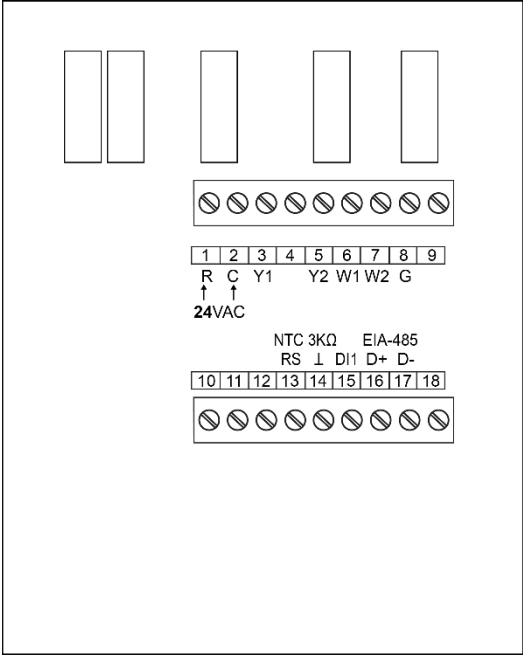 1 2 3 4 5 6 7 8 9
R C Y1 Y2 W1 W2 G
24VAC
NTC 3KΩ EIA-485
RS ⊥ DI1 D+ D-
10 11 12 13 14 15 16 17 18